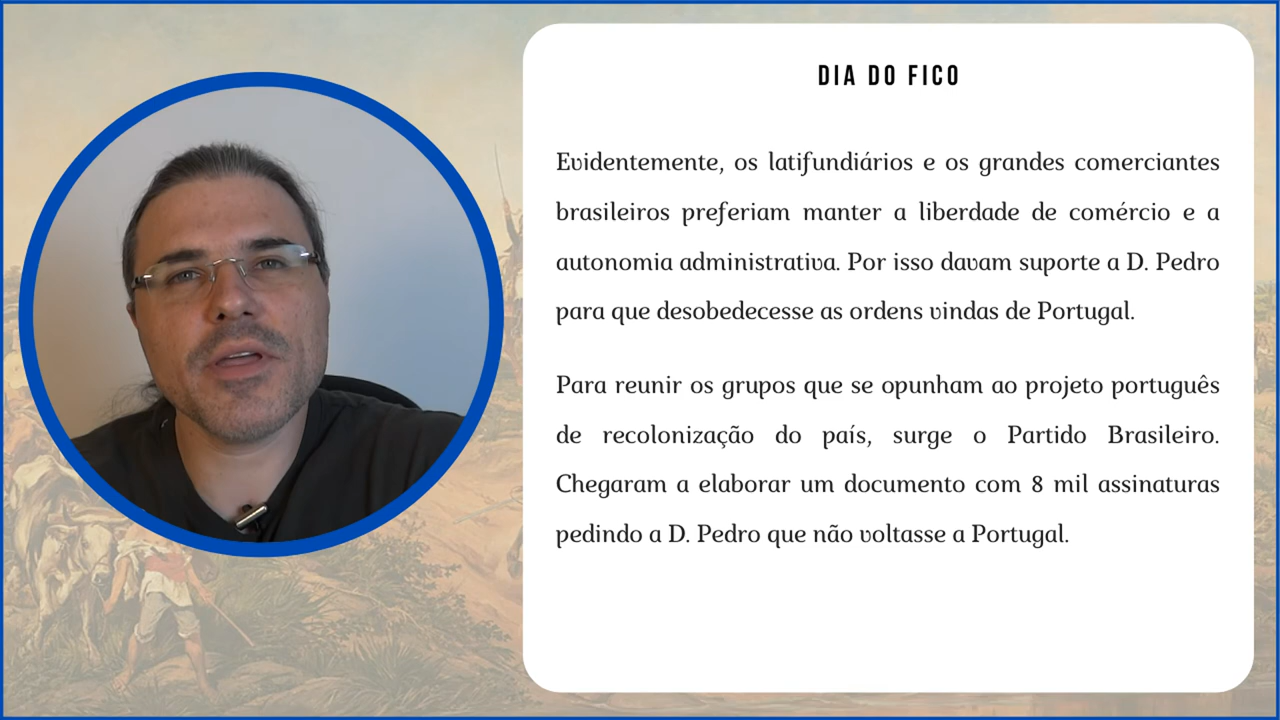 DIA DO FICO
Evidentemente, os latifundiários e os grandes comerciantes
brasileiros preferiam manter a liberdade de comércio e a
autonomia administrativa. Por isso davam suporte a D. Pedro
para que desobedecesse as ordens vindas de Portugal.
Para reunir os grupos que se opunham ao projeto português
de recolonização do país, surge o Partido Brasileiro.
Chegaram a elaborar um documento com 8 mil assinaturas
pedindo a D. Pedro que não voltasse a Portugal.